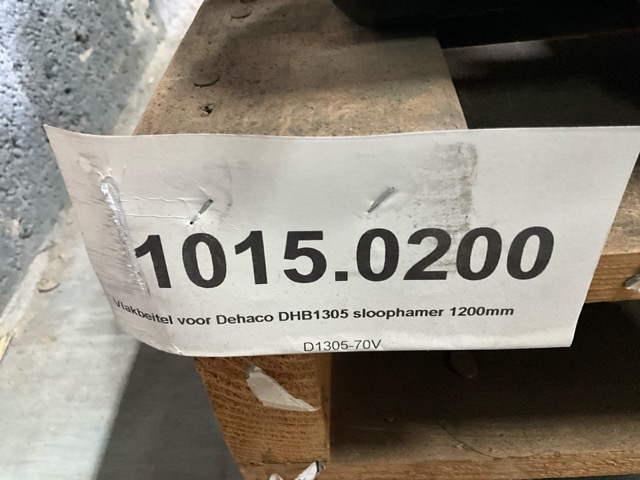 1015.0200
Vlakbeitel voor Dehaco DHB1305 sloophamer 1200mm
D1305-70V